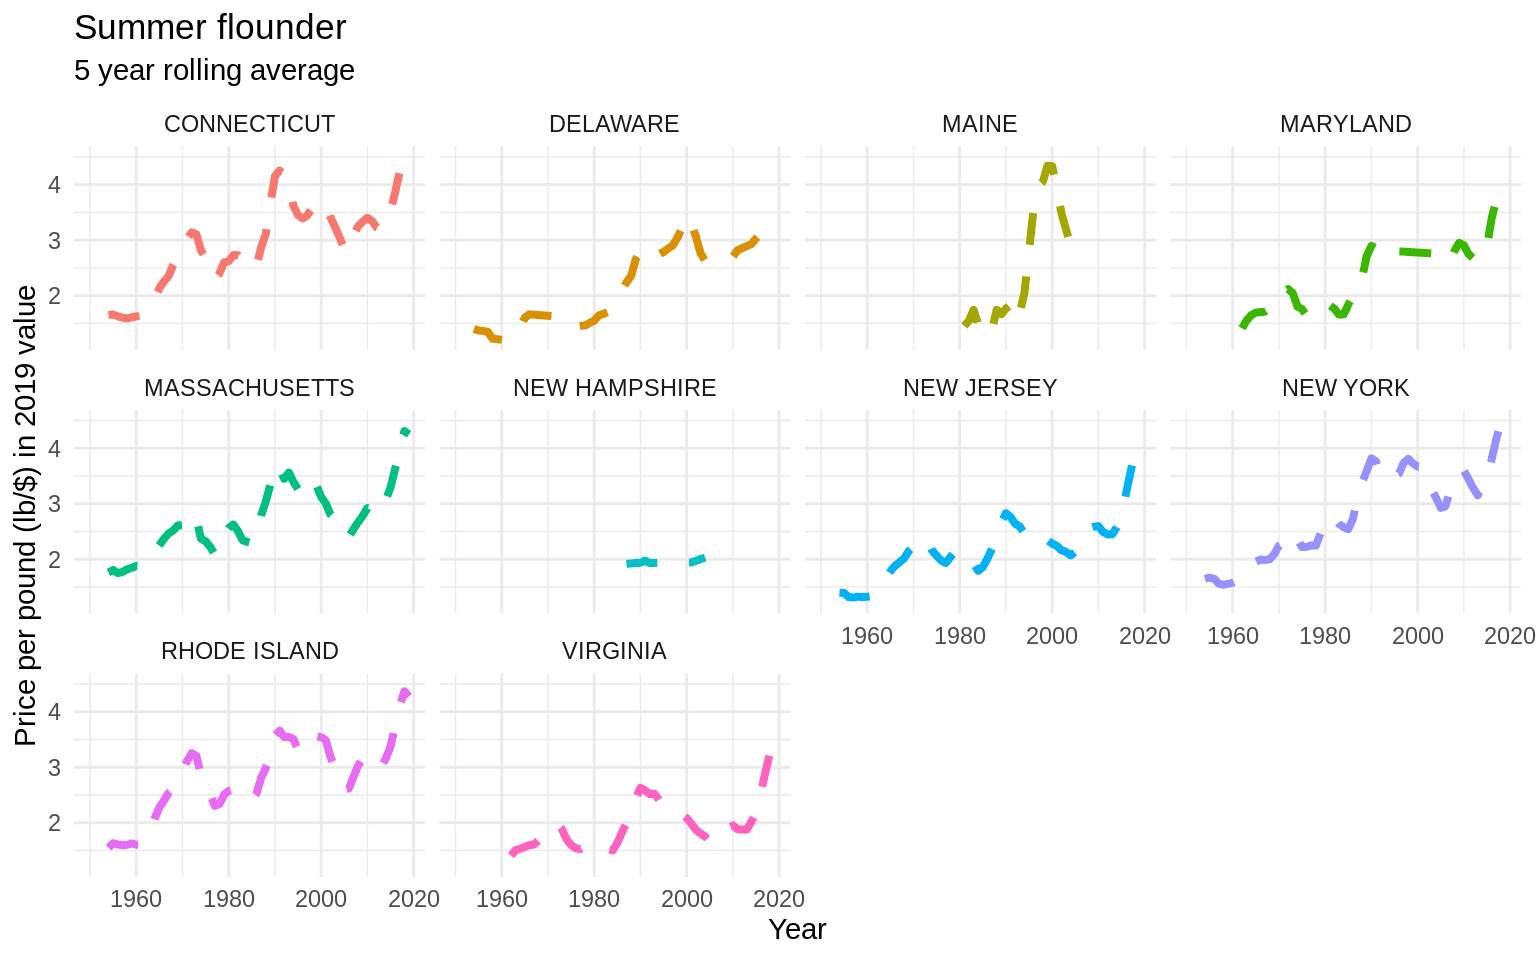 Summer flounder
5 year rolling average
CONNECTICUT DELAWARE MAINE MARYLAND
4
3
2
MASSACHUSETTS NEW HAMPSHIRE NEW JERSEY NEW YORK
4
3
2
1960 1980 2000 2020 1960 1980 2000 2020
RHODE ISLAND VIRGINIA
4
3
2
1960 1980 2000 2020 1960 1980 2000 2020
Year
Price per pound (lb/$) in 2019 value